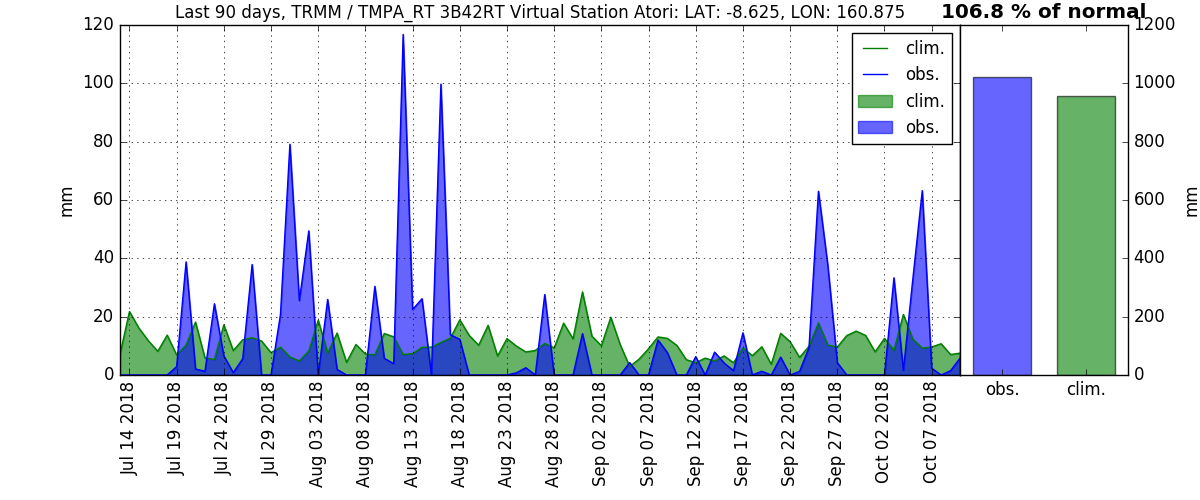 Last 90 days, TRMM / TMPA_RT 3B42RT Virtual Station Atori: LAT: -8.625, LON: 160.875
106.8 % of normal
120
100
80
60
40
20
0
mm
clim.
obs.
clim.
obs.
1200
1000
800
600
400
200
0
mm
Jul 14 2018
Jul 19 2018
Jul 24 2018
Jul 29 2018
Aug 03 2018
Aug 08 2018
Aug 13 2018
Aug 18 2018
Aug 23 2018
Aug 28 2018
Sep 02 2018
Sep 07 2018
Sep 12 2018
Sep 17 2018
Sep 22 2018
Sep 27 2018
Oct 02 2018
Oct 07 2018
obs.
clim.